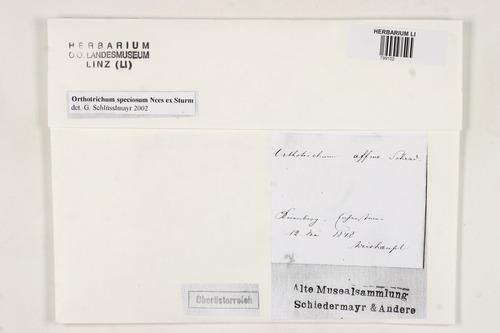 HERBARIUM
O.Ö. LANDESMUSEUM
LINZ (LI)
HERBARIUM LI
Orthotrichum speciosum Nees ex Sturm
det. G. Schlüsslmayr 2002
Orthotrichum affine Schrad.
12 1848
Oberösterreich
Alte Musealsammlung
Schiedermayr & Andere